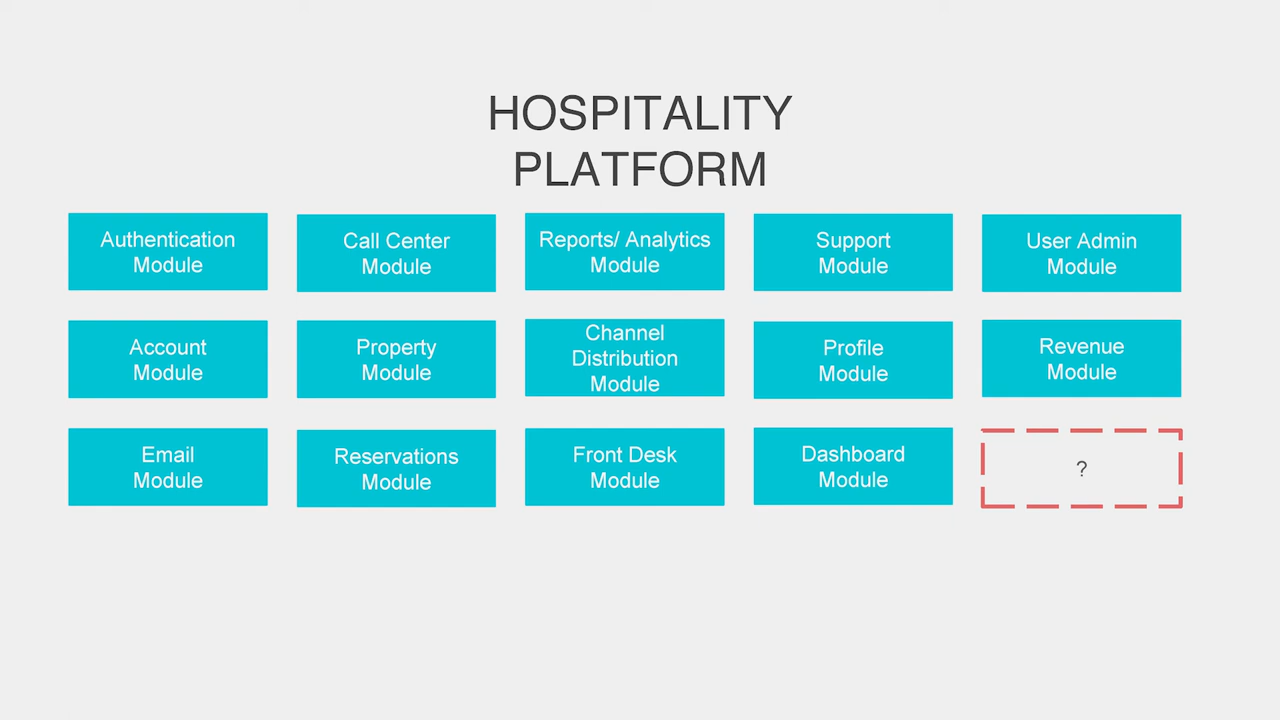 HOSPITALITY
PLATFORM
Authentication
Module
Call Center
Module
Reports/ Analytics
Module
Support
Module
User Admin
Module
Account
Module
Property
Module
Channel
Distribution
Module
Profile
Module
Revenue
Module
Email
Module
Reservations
Module
Front Desk
Module
Dashboard
Module
?